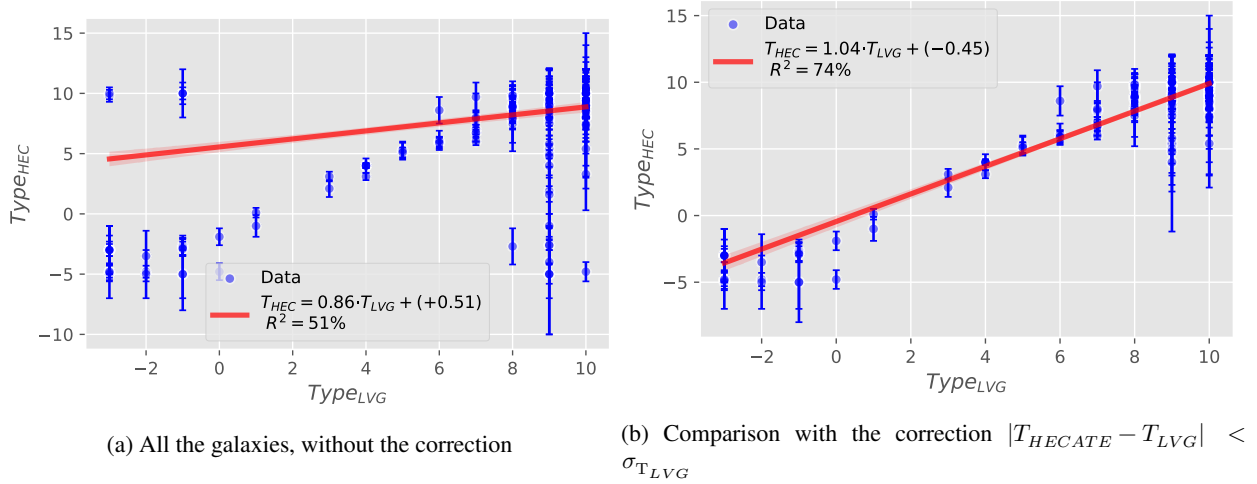 15
10
5
0
−5
−10
Type_HEC
Data
T_HEC = 0.86·T_LVG + (+0.51)
R² = 51%
−2 0 2 4 6 8 10
Type_LVG
(a) All the galaxies, without the correction
15
10
5
0
−5
Type_HEC
Data
T_HEC = 1.04·T_LVG + (−0.45)
R² = 74%
−2 0 2 4 6 8 10
Type_LVG
(b) Comparison with the correction |T_HECATE − T_LVG| <
σ_T_LVG